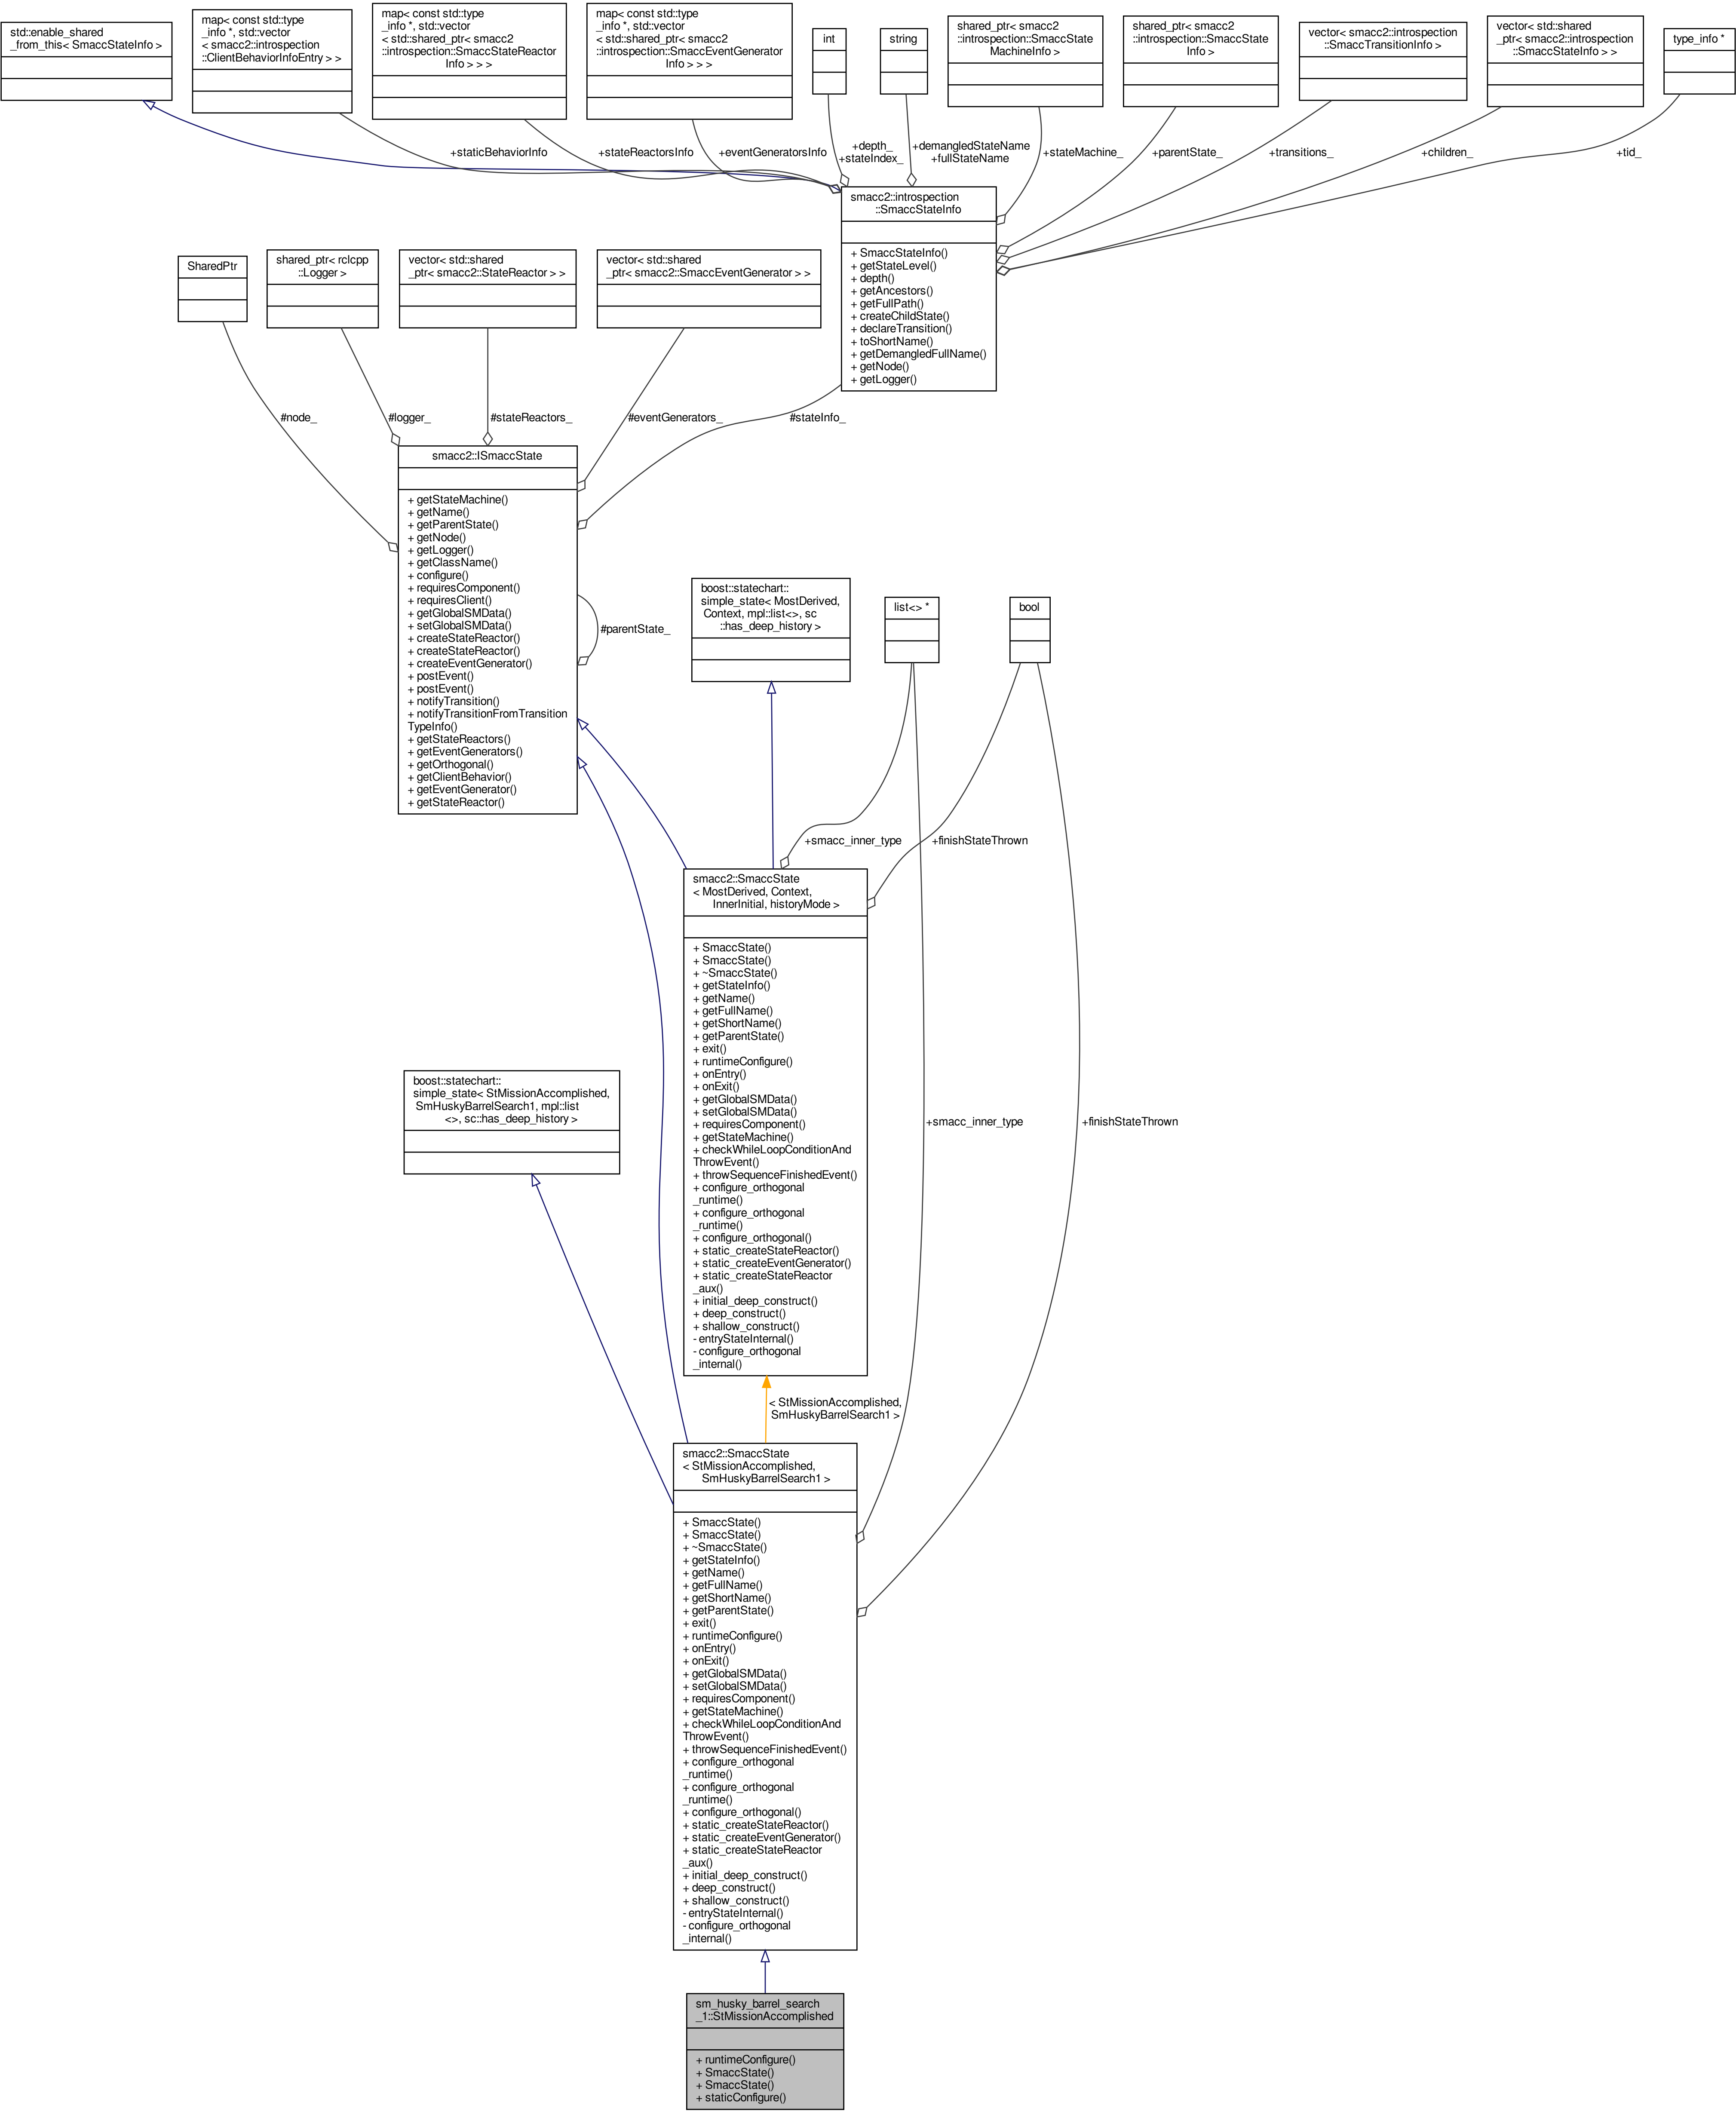 std::enable_shared
_from_this< SmaccStateInfo >
map< const std::type
_info *, std::vector
< smacc2::introspection
::ClientBehaviorInfoEntry > >
map< const std::type
_info *, std::vector
< std::shared_ptr< smacc2
::introspection::SmaccStateReactor
Info > > >
map< const std::type
_info *, std::vector
< std::shared_ptr< smacc2
::introspection::SmaccEventGenerator
Info > > >
int
string
shared_ptr< smacc2
::introspection::SmaccState
MachineInfo >
shared_ptr< smacc2
::introspection::SmaccState
Info >
vector< smacc2::introspection
::SmaccTransitionInfo >
vector< std::shared
_ptr< smacc2::introspection
::SmaccStateInfo > >
type_info *
+staticBehaviorInfo
+stateReactorsInfo
+eventGeneratorsInfo
+depth_
+stateIndex_
+demangledStateName
+fullStateName
+stateMachine_
+parentState_
+transitions_
+children_
+tid_
smacc2::introspection
::SmaccStateInfo
+ SmaccStateInfo()
+ getStateLevel()
+ depth()
+ getAncestors()
+ getFullPath()
+ createChildState()
+ declareTransition()
+ toShortName()
+ getDemangledFullName()
+ getNode()
+ getLogger()
SharedPtr
shared_ptr< rclcpp
::Logger >
vector< std::shared
_ptr< smacc2::StateReactor > >
vector< std::shared
_ptr< smacc2::SmaccEventGenerator > >
#node_
#logger_
#stateReactors_
#eventGenerators_
#stateInfo_
smacc2::ISmaccState
+ getStateMachine()
+ getName()
+ getParentState()
+ getNode()
+ getLogger()
+ getClassName()
+ configure()
+ requiresComponent()
+ requiresClient()
+ getGlobalSMData()
+ setGlobalSMData()
+ createStateReactor()
+ createStateReactor()
+ createEventGenerator()
+ postEvent()
+ postEvent()
+ notifyTransition()
+ notifyTransitionFromTransition
TypeInfo()
+ getStateReactors()
+ getEventGenerators()
+ getOrthogonal()
+ getClientBehavior()
+ getEventGenerator()
+ getStateReactor()
#parentState_
boost::statechart::
simple_state< MostDerived,
Context, mpl::list<>, sc
::has_deep_history >
list<> *
bool
+smacc_inner_type
+finishStateThrown
smacc2::SmaccState
< MostDerived, Context,
InnerInitial, historyMode >
+ SmaccState()
+ SmaccState()
+ ~SmaccState()
+ getStateInfo()
+ getName()
+ getFullName()
+ getShortName()
+ getParentState()
+ exit()
+ runtimeConfigure()
+ onEntry()
+ onExit()
+ getGlobalSMData()
+ setGlobalSMData()
+ requiresComponent()
+ getStateMachine()
+ checkWhileLoopConditionAnd
ThrowEvent()
+ throwSequenceFinishedEvent()
+ configure_orthogonal
_runtime()
+ configure_orthogonal
_runtime()
+ configure_orthogonal()
+ static_createStateReactor()
+ static_createEventGenerator()
+ static_createStateReactor
_aux()
+ initial_deep_construct()
+ deep_construct()
+ shallow_construct()
- entryStateInternal()
- configure_orthogonal
_internal()
boost::statechart::
simple_state< StMissionAccomplished,
SmHuskyBarrelSearch1, mpl::list
<>, sc::has_deep_history >
+smacc_inner_type
+finishStateThrown
< StMissionAccomplished,
SmHuskyBarrelSearch1 >
smacc2::SmaccState
< StMissionAccomplished,
SmHuskyBarrelSearch1 >
+ SmaccState()
+ SmaccState()
+ ~SmaccState()
+ getStateInfo()
+ getName()
+ getFullName()
+ getShortName()
+ getParentState()
+ exit()
+ runtimeConfigure()
+ onEntry()
+ onExit()
+ getGlobalSMData()
+ setGlobalSMData()
+ requiresComponent()
+ getStateMachine()
+ checkWhileLoopConditionAnd
ThrowEvent()
+ throwSequenceFinishedEvent()
+ configure_orthogonal
_runtime()
+ configure_orthogonal
_runtime()
+ configure_orthogonal()
+ static_createStateReactor()
+ static_createEventGenerator()
+ static_createStateReactor
_aux()
+ initial_deep_construct()
+ deep_construct()
+ shallow_construct()
- entryStateInternal()
- configure_orthogonal
_internal()
sm_husky_barrel_search
_1::StMissionAccomplished
+ runtimeConfigure()
+ SmaccState()
+ SmaccState()
+ staticConfigure()